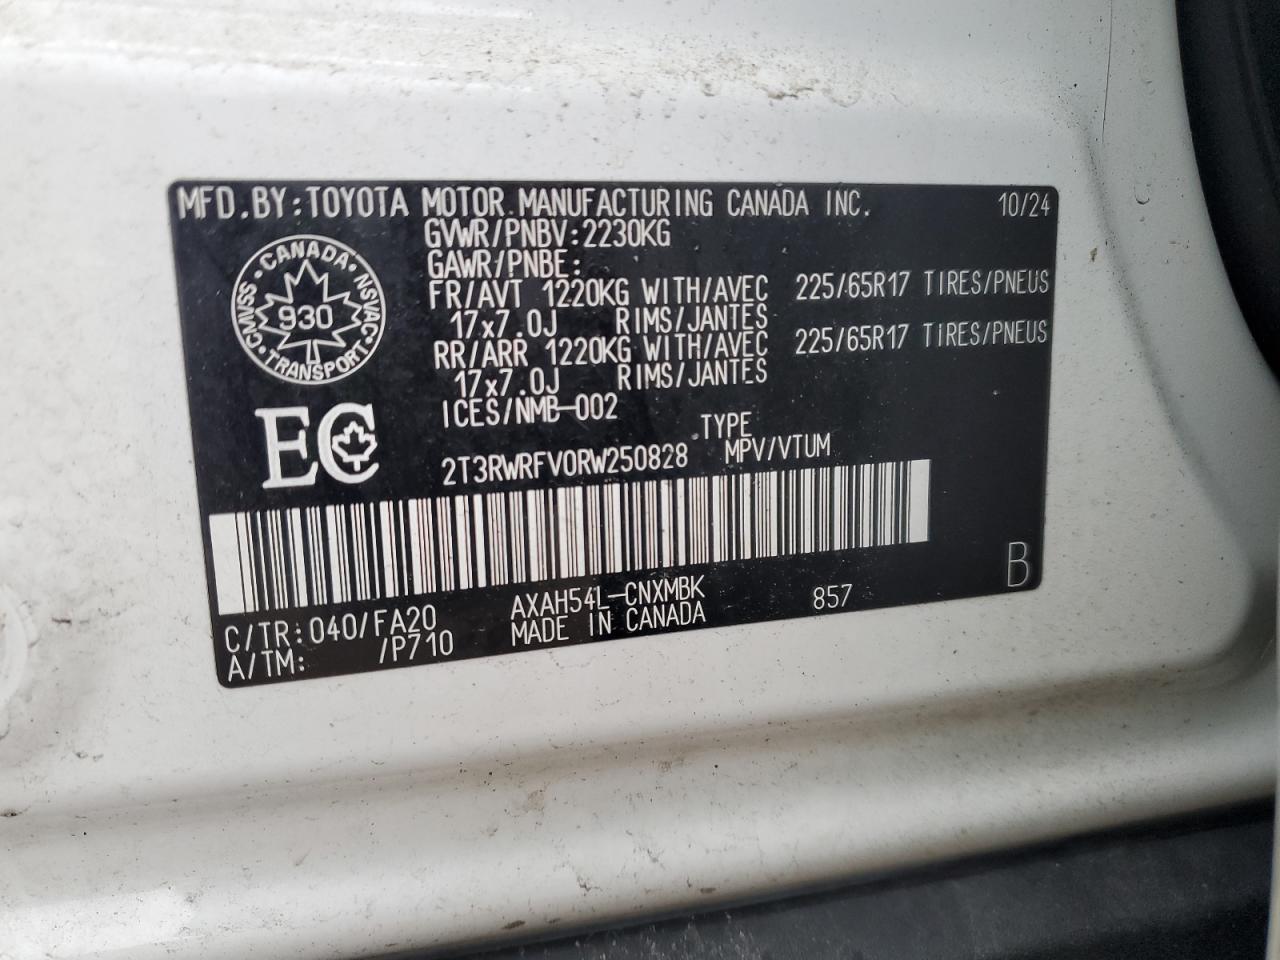 MFD.BY:TOYOTA MOTOR MANUFACTURING CANADA INC. 10/24
GVWR/PNBV:2230KG
GAWR/PNBE:
FR/AVT 1220KG WITH/AVEC 225/65R17 TIRES/PNEUS
17x7.0J RIMS/JANTES
RR/ARR 1220KG WITH/AVEC 225/65R17 TIRES/PNEUS
17x7.0J RIMS/JANTES
ICES/NMB-002
CANADA
CMVSS NSVAC
930
TRANSPORT
EC
TYPE
2T3RWRFV0RW250828 MPV/VTUM
B
C/TR:040/FA20 AXAH54L-CNXMBK 857
A/TM: /P710 MADE IN CANADA